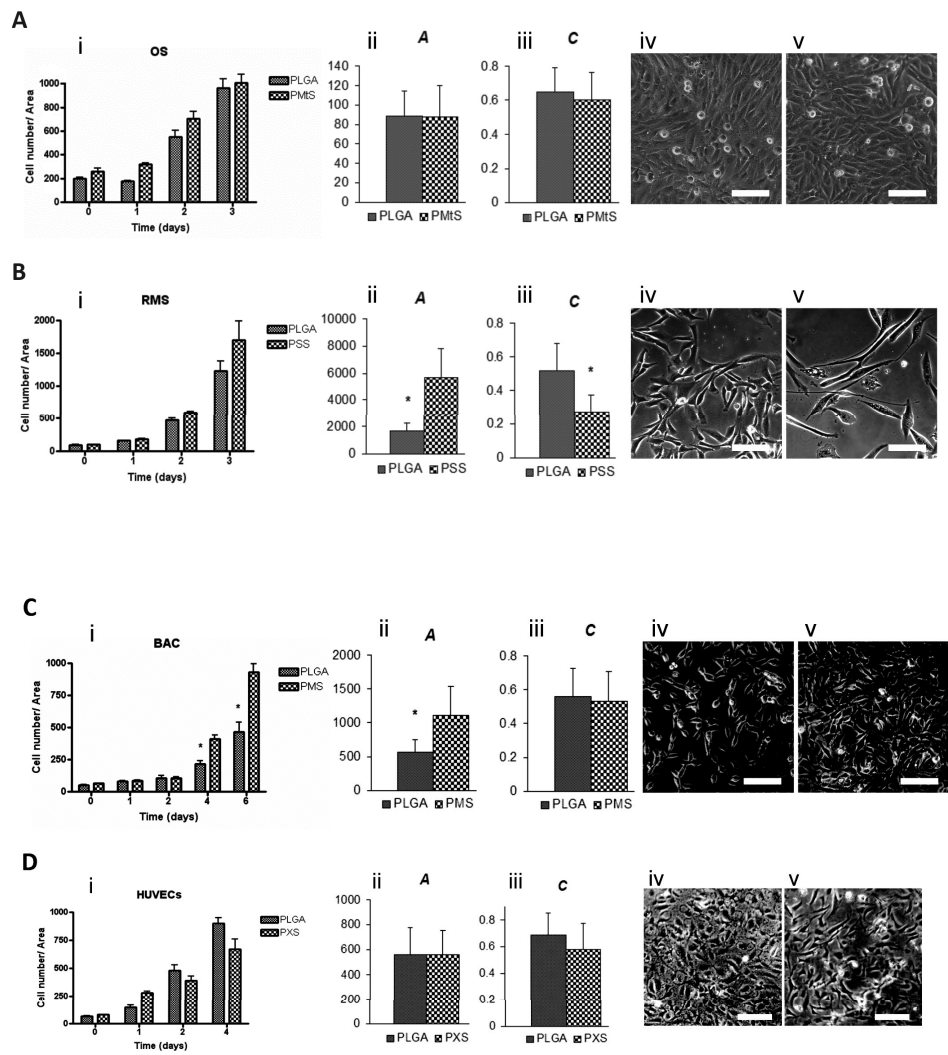 A
i
ii
A
iii
C
iv
v
OS
1000
800
600
400
200
0
Cell number/ Area
0
1
2
3
Time (days)
PLGA
PMtS
140
120
100
80
60
40
20
0
PLGA PMtS
0.8
0.6
0.4
0.2
0
PLGA PMtS
B
i
ii
A
iii
C
iv
v
RMS
2000
1500
1000
500
0
Cell number/ Area
0
1
2
3
Time (days)
PLGA
PSS
10000
8000
6000
4000
2000
0
*
PLGA PSS
0.8
0.6
0.4
0.2
0
*
PLGA PSS
C
i
ii
A
iii
C
iv
v
BAC
1000
750
500
250
0
Cell number/ Area
*
*
0
1
2
4
6
Time (days)
PLGA
PMS
2000
1500
1000
500
0
*
PLGA PMS
0.8
0.6
0.4
0.2
0
PLGA PMS
D
i
ii
A
iii
C
iv
v
HUVECs
1000
750
500
250
0
Cell number/ Area
0
1
2
4
Time (days)
PLGA
PXS
1000
800
600
400
200
0
PLGA PXS
0.8
0.6
0.4
0.2
0
PLGA PXS